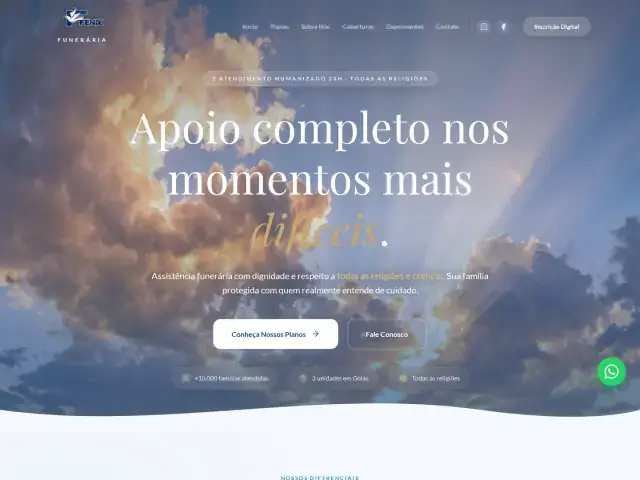 FENIX
FUNERÁRIA
Início Planos Sobre Nós Coberturas Depoimentos Contato
Inscrição Digital
ATENDIMENTO HUMANIZADO 24H · TODAS AS RELIGIÕES
Apoio completo nos
momentos mais
difíceis.
Assistência funerária com dignidade e respeito a todas as religiões e crenças. Sua família
protegida com quem realmente entende de cuidado.
Conheça Nossos Planos
Fale Conosco
+10.000 famílias atendidas
3 unidades em Goiás
Todas as religiões
NOSSOS DIFERENCIAIS